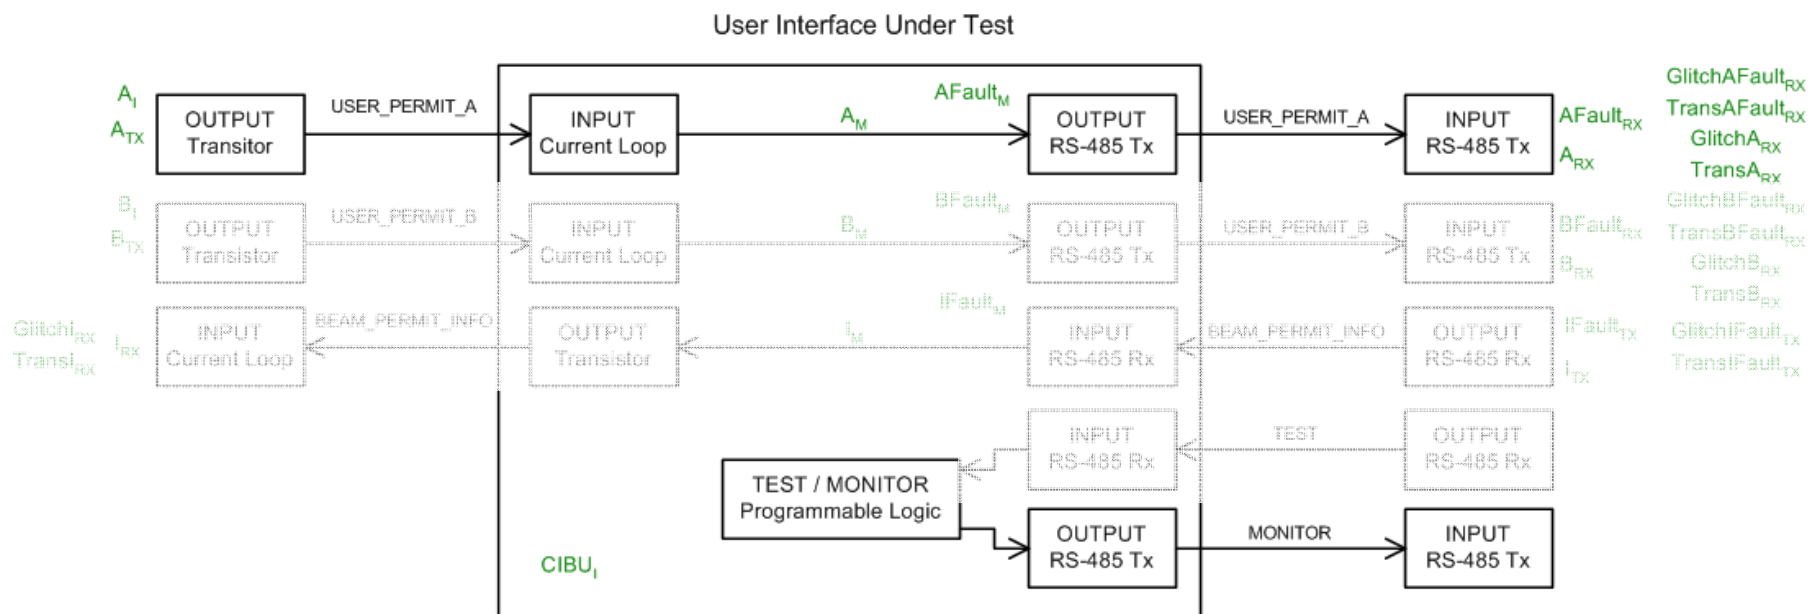 User Interface Under Test
A_I
A_TX
OUTPUT
Transitor
USER_PERMIT_A
INPUT
Current Loop
AFault_M
A_M
OUTPUT
RS-485 Tx
USER_PERMIT_A
INPUT
RS-485 Tx
AFault_RX
A_RX
GlitchAFault_RX
TransAFault_RX
GlitchA_RX
TransA_RX
B_I
B_TX
OUTPUT
Transistor
USER_PERMIT_B
INPUT
Current Loop
BFault_M
B_M
OUTPUT
RS-485 Tx
USER_PERMIT_B
INPUT
RS-485 Tx
BFault_RX
B_RX
GlitchBFault_RX
TransBFault_RX
GlitchB_RX
TransB_RX
GlitchI_RX
TransI_RX
I_RX
INPUT
Current Loop
BEAM_PERMIT_INFO
OUTPUT
Transistor
IFault_M
I_M
INPUT
RS-485 Rx
BEAM_PERMIT_INFO
OUTPUT
RS-485 Rx
IFault_TX
I_TX
GlitchIFault_TX
TransIFault_TX
INPUT
RS-485 Rx
TEST
OUTPUT
RS-485 Rx
TEST / MONITOR
Programmable Logic
OUTPUT
RS-485 Tx
MONITOR
INPUT
RS-485 Tx
CIBU_I